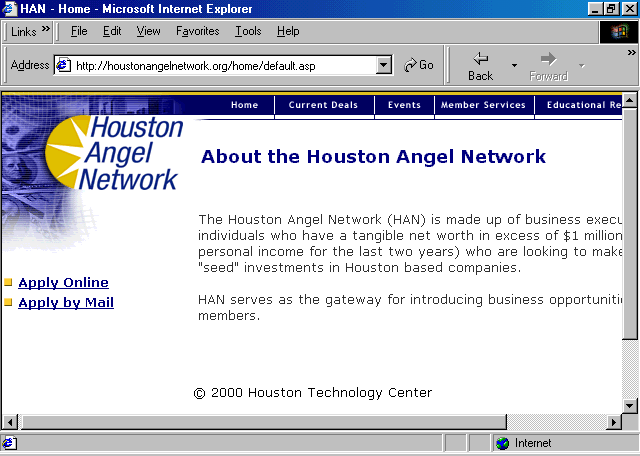 HAN - Home - Microsoft Internet Explorer
Links » File Edit View Favorites Tools Help »
Address http://houstonangelnetwork.org/home/default.asp Go Back Forward
Home Current Deals Events Member Services Educational Re
Houston
Angel
Network
About the Houston Angel Network
The Houston Angel Network (HAN) is made up of business execu
individuals who have a tangible net worth in excess of $1 million
personal income for the last two years) who are looking to make
"seed" investments in Houston based companies.
Apply Online
Apply by Mail
HAN serves as the gateway for introducing business opportuniti
members.
© 2000 Houston Technology Center
Internet